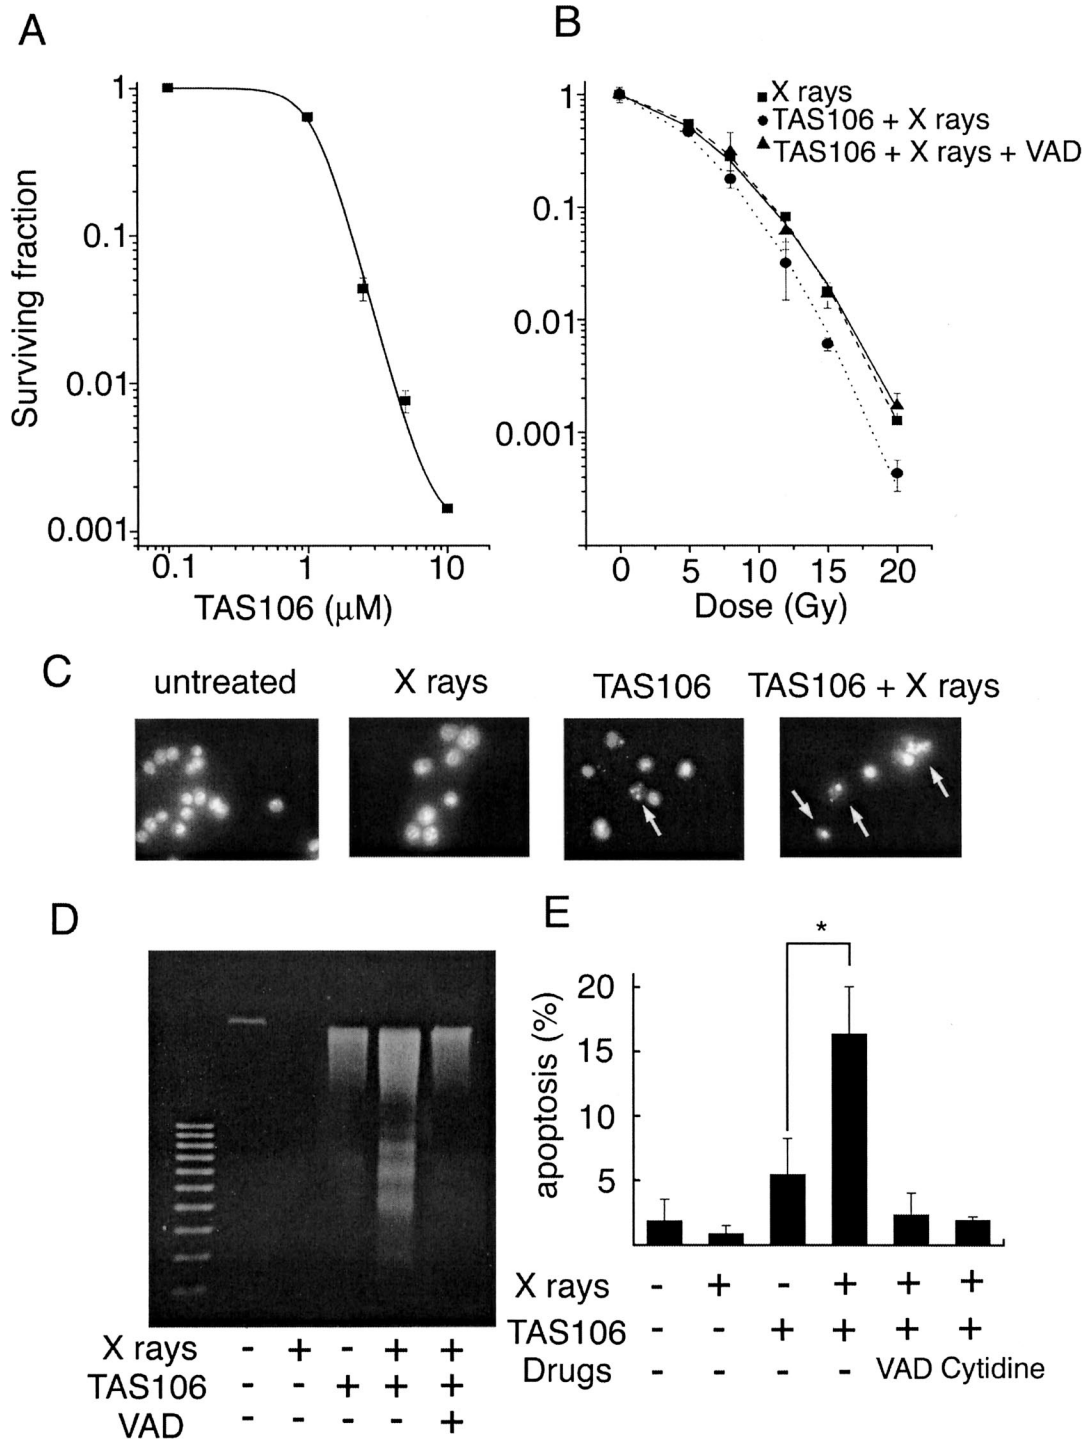 A
1
0.1
0.01
0.001
Surviving fraction
0.1 1 10
TAS106 (μM)
B
1
0.1
0.01
0.001
X rays
TAS106 + X rays
TAS106 + X rays + VAD
0 5 10 15 20
Dose (Gy)
C
untreated
X rays
TAS106
TAS106 + X rays
D
X rays - + - + +
TAS106 - - + + +
VAD - - - - +
E
*
20
15
10
5
apoptosis (%)
X rays - + - + + +
TAS106 - - + + + +
Drugs - - - - VAD Cytidine